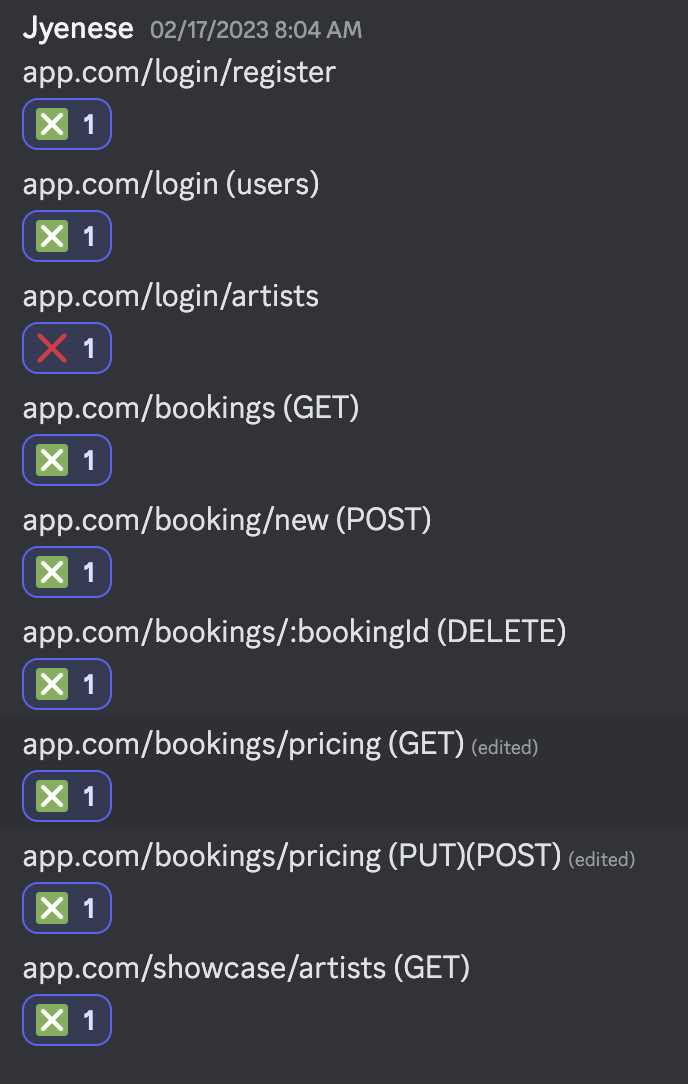 Jyenese 02/17/2023 8:04 AM
app.com/login/register
❎ 1
app.com/login (users)
❎ 1
app.com/login/artists
❌ 1
app.com/bookings (GET)
❎ 1
app.com/booking/new (POST)
❎ 1
app.com/bookings/:bookingId (DELETE)
❎ 1
app.com/bookings/pricing (GET) (edited)
❎ 1
app.com/bookings/pricing (PUT)(POST) (edited)
❎ 1
app.com/showcase/artists (GET)
❎ 1